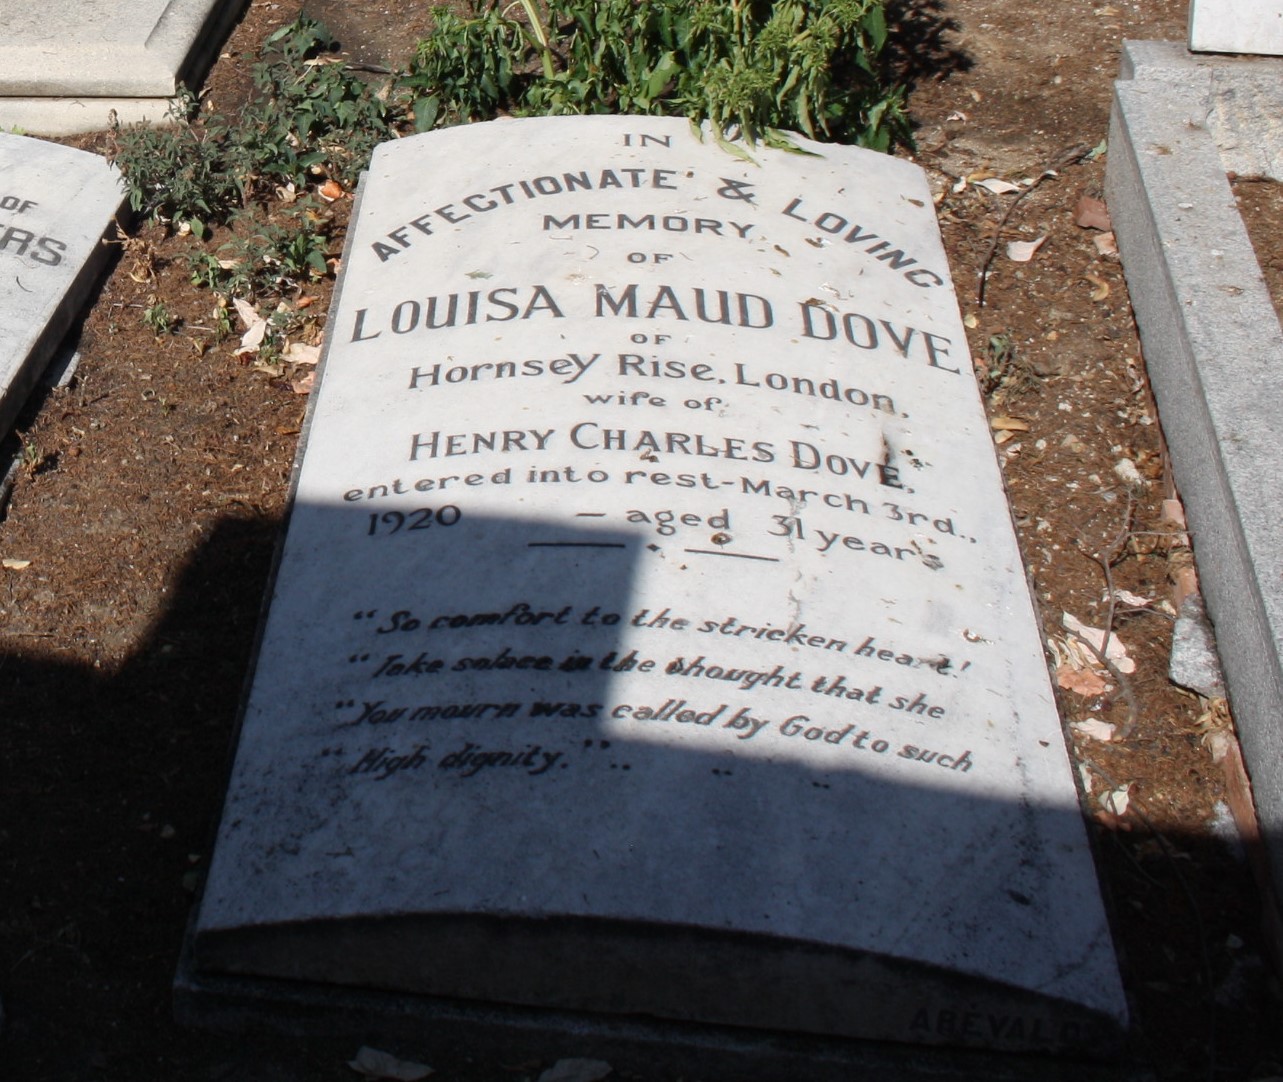 IN
AFFECTIONATE & LOVING
MEMORY
OF
LOUISA MAUD DOVE
OF
Hornsey Rise, London,
wife of
HENRY CHARLES DOVE,
entered into rest - March 3rd.,
1920 — aged 31 years
"So comfort to the stricken heart!
"Take solace in the thought that she
"You mourn was called by God to such
"High dignity." " " "
OF
RS